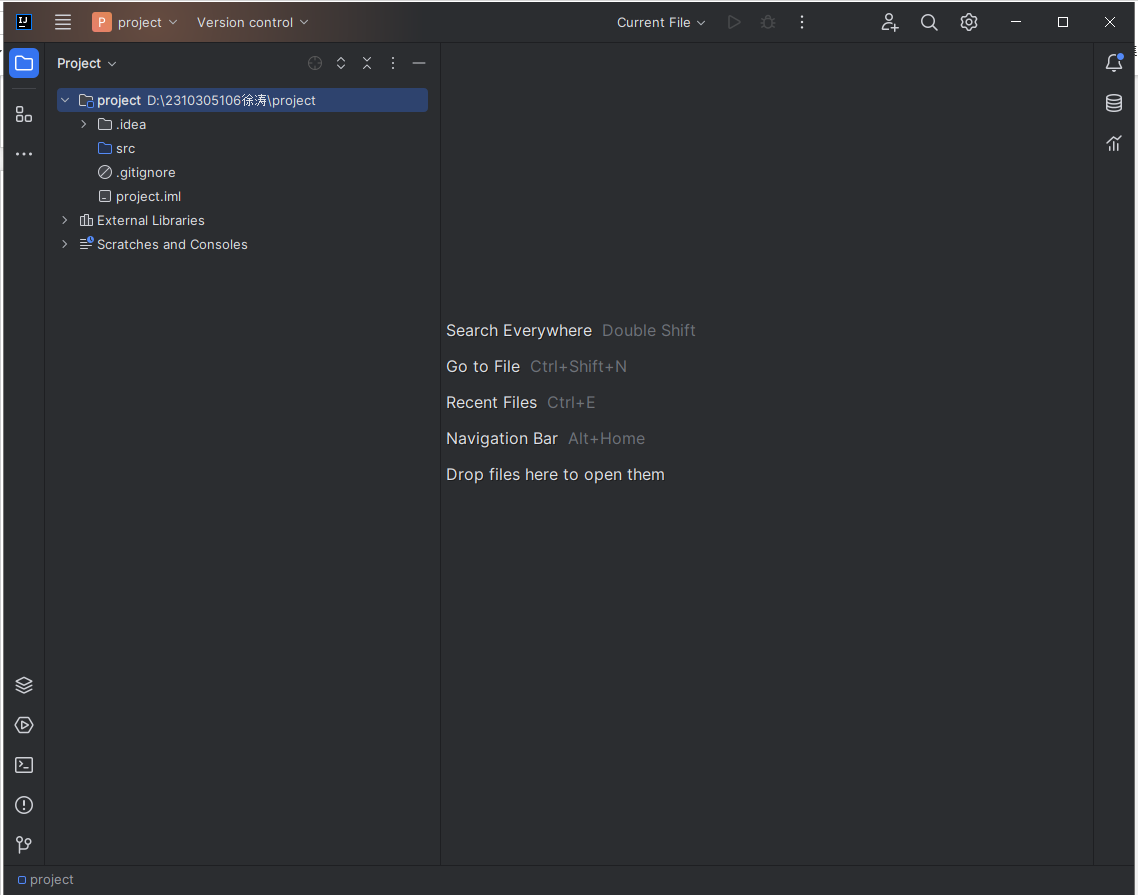 IJ
P project Version control Current File
Project
project D:\2310305106徐涛\project
.idea
src
.gitignore
project.iml
External Libraries
Scratches and Consoles
Search Everywhere Double Shift
Go to File Ctrl+Shift+N
Recent Files Ctrl+E
Navigation Bar Alt+Home
Drop files here to open them
project